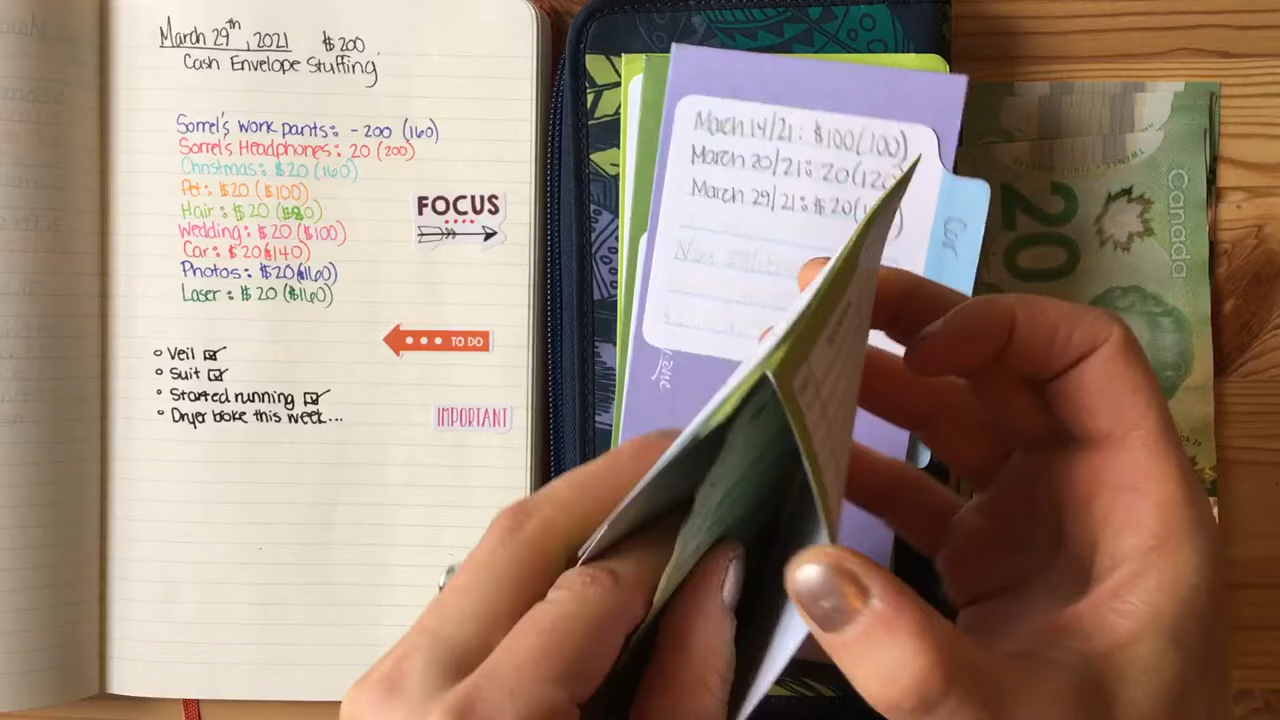 March 29th, 2021 $200
Cash Envelope Stuffing
Sorrel's work pants: -200 (160)
Sorrel's Headphones: 20 (200)
Christmas: $20 (160)
Pet: $20 ($100)
Hair: $20 ($80)
Wedding: $20 ($100)
Car: $20 ($140)
Photos: $20 ($160)
Laser: $20 ($160)
FOCUS
TO DO
Veil
Suit
Started running
Dryer broke this week...
IMPORTANT
March 14/21: $100 (100)
March 20/21: 20 (120
March 29/21: $20 (
Car
20
Canada